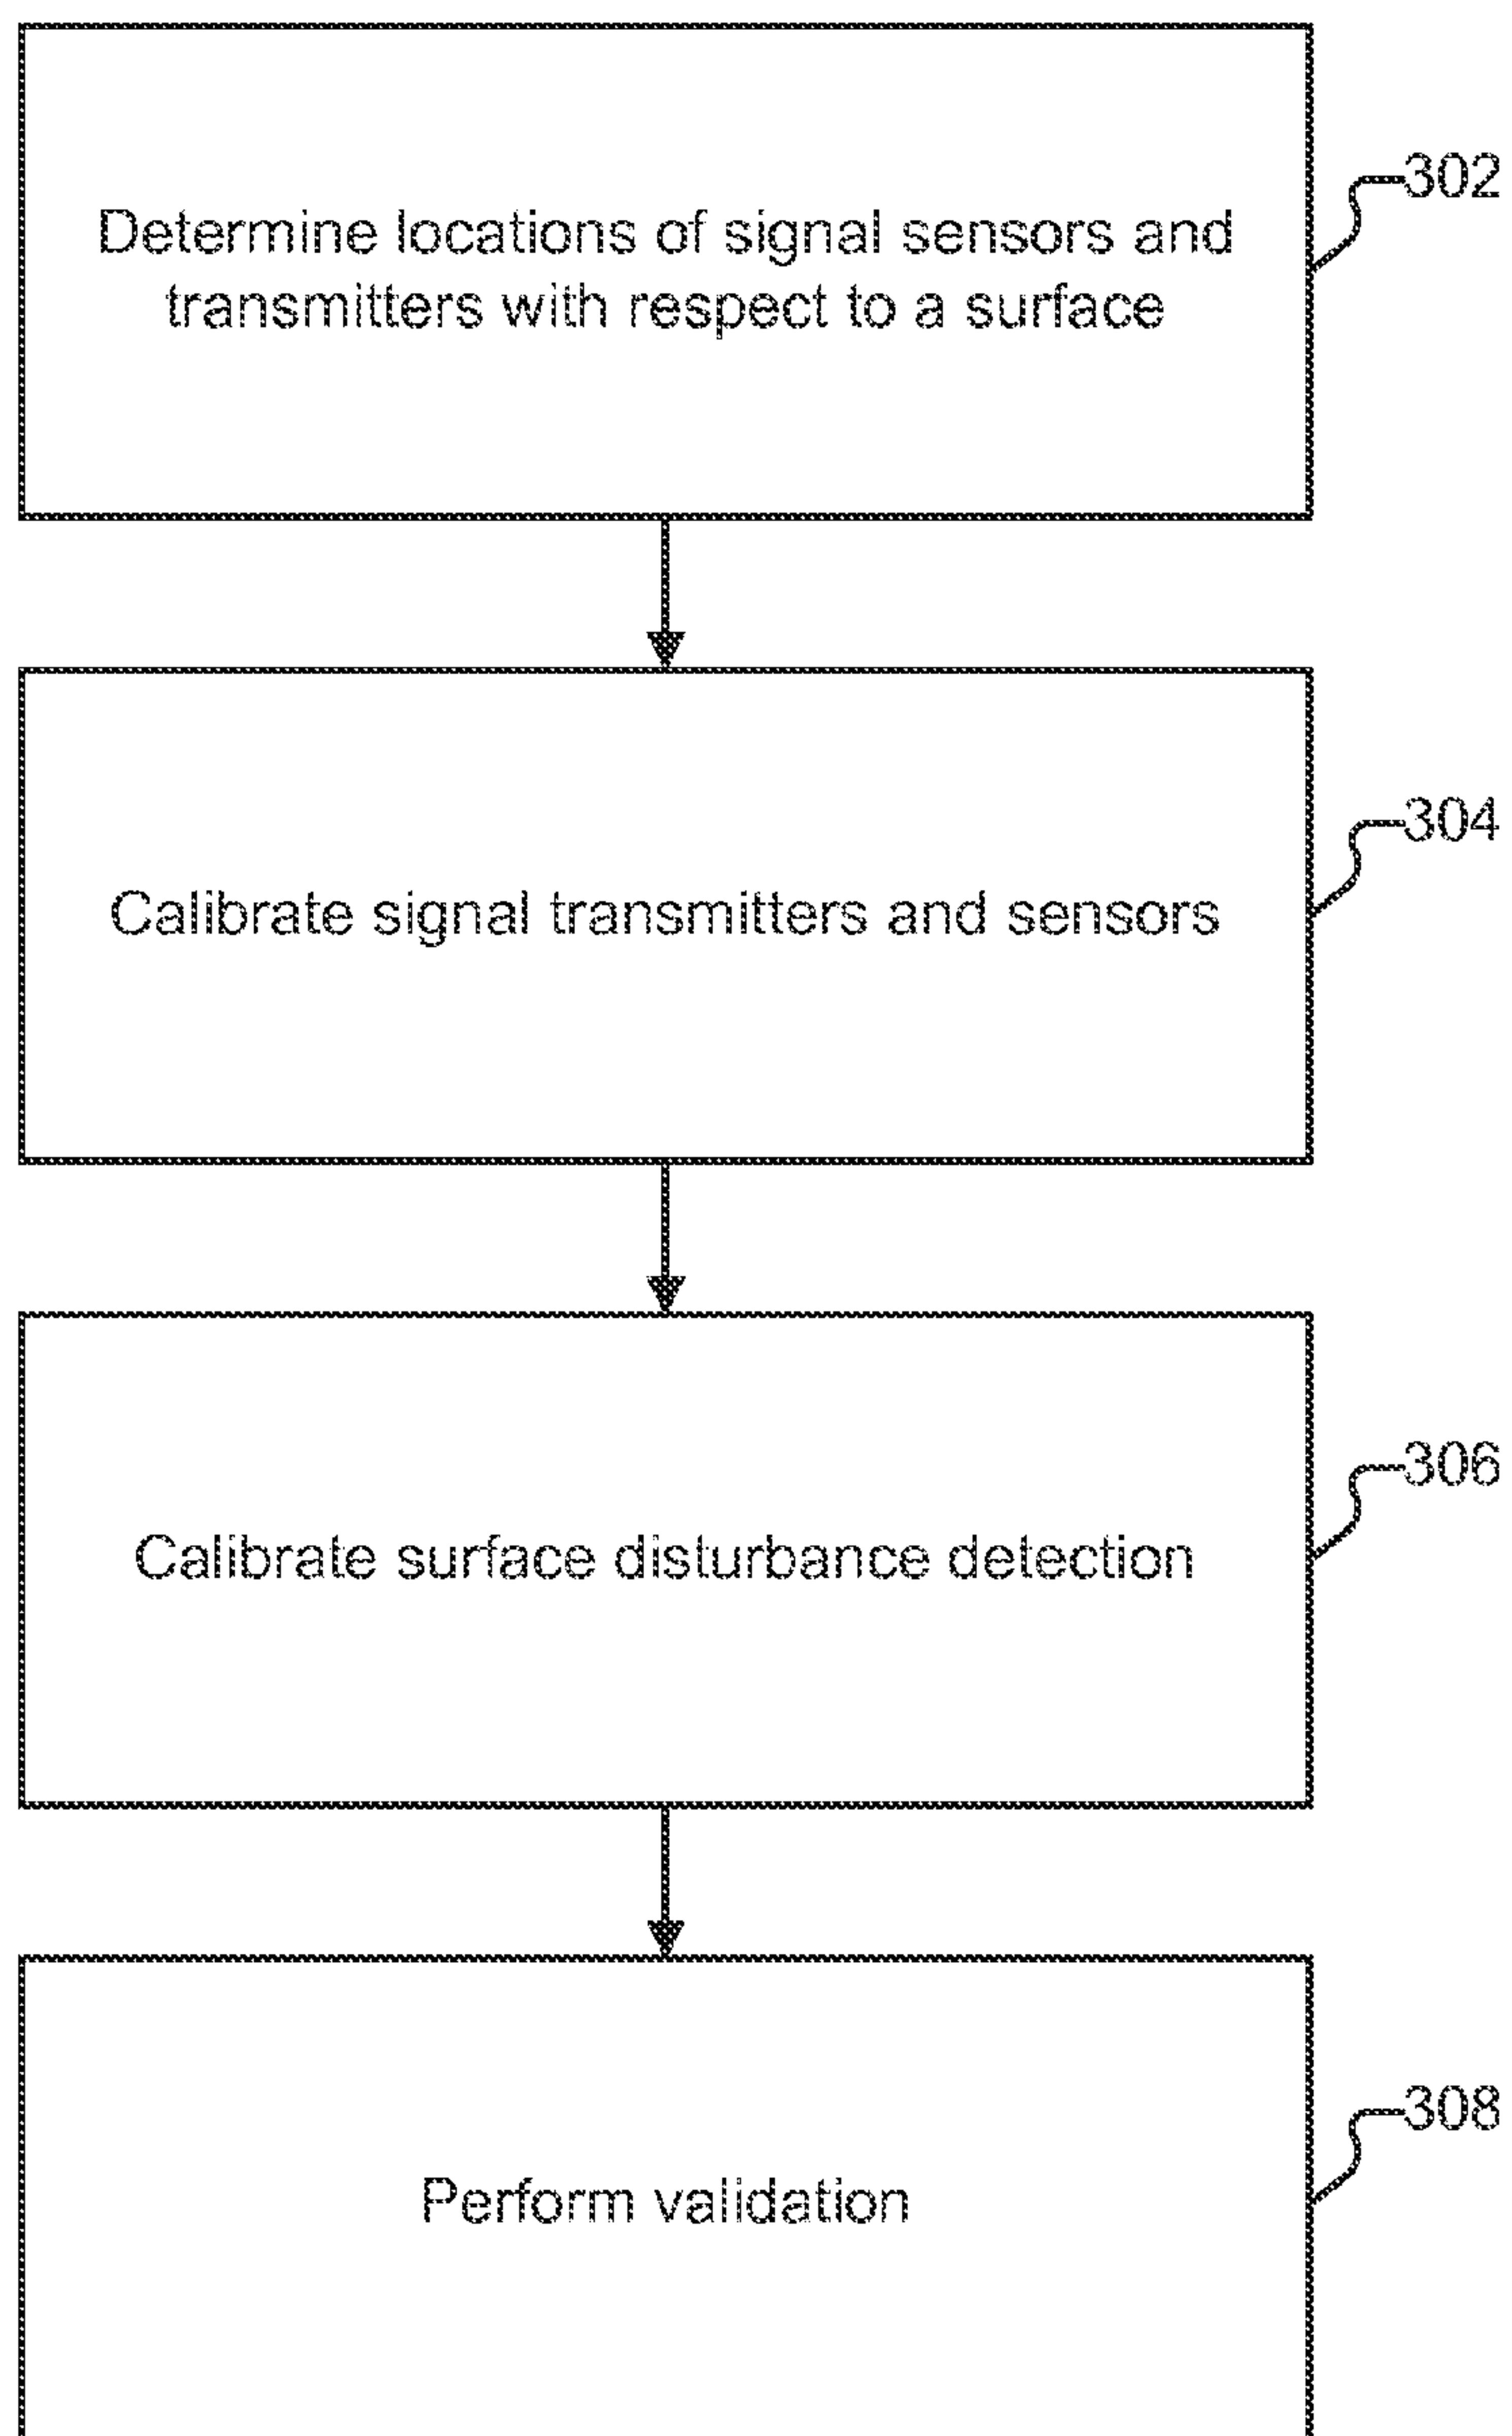 302
Determine locations of signal sensors and
transmitters with respect to a surface
304
Calibrate signal transmitters and sensors
306
Calibrate surface disturbance detection
308
Perform validation